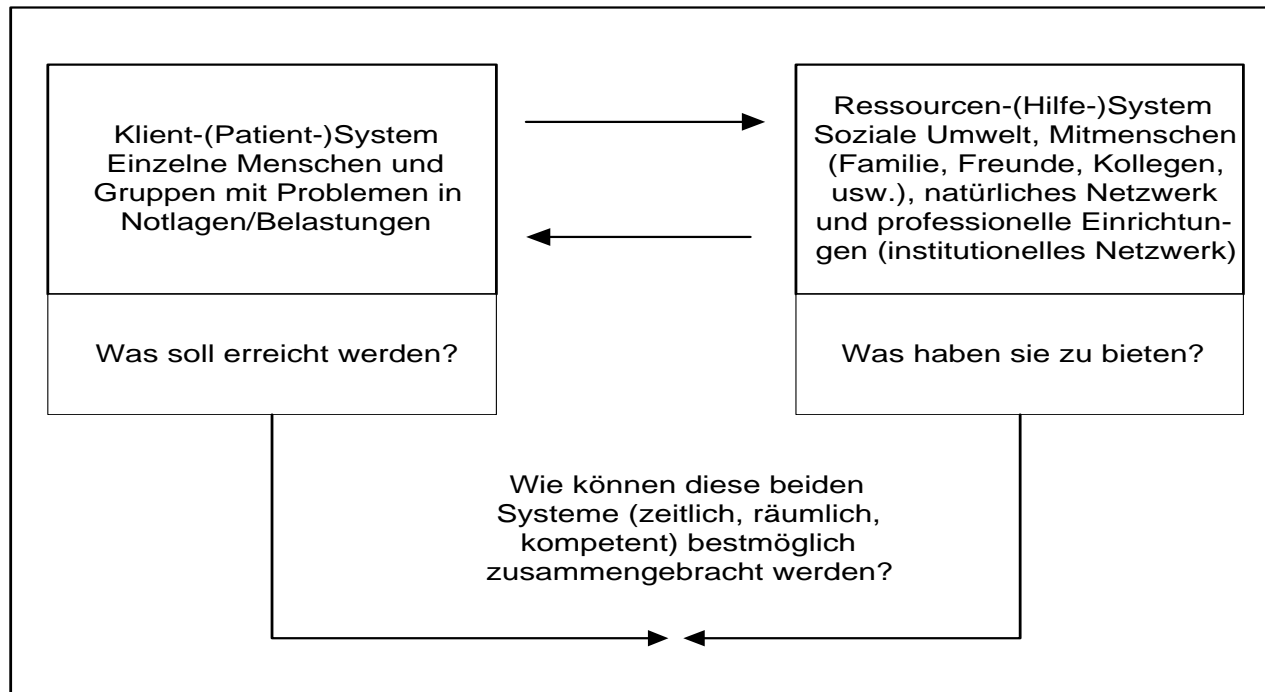 Klient-(Patient-)System
Einzelne Menschen und
Gruppen mit Problemen in
Notlagen/Belastungen
Was soll erreicht werden?
Ressourcen-(Hilfe-)System
Soziale Umwelt, Mitmenschen
(Familie, Freunde, Kollegen,
usw.), natürliches Netzwerk
und professionelle Einrichtun-
gen (institutionelles Netzwerk)
Was haben sie zu bieten?
Wie können diese beiden
Systeme (zeitlich, räumlich,
kompetent) bestmöglich
zusammengebracht werden?